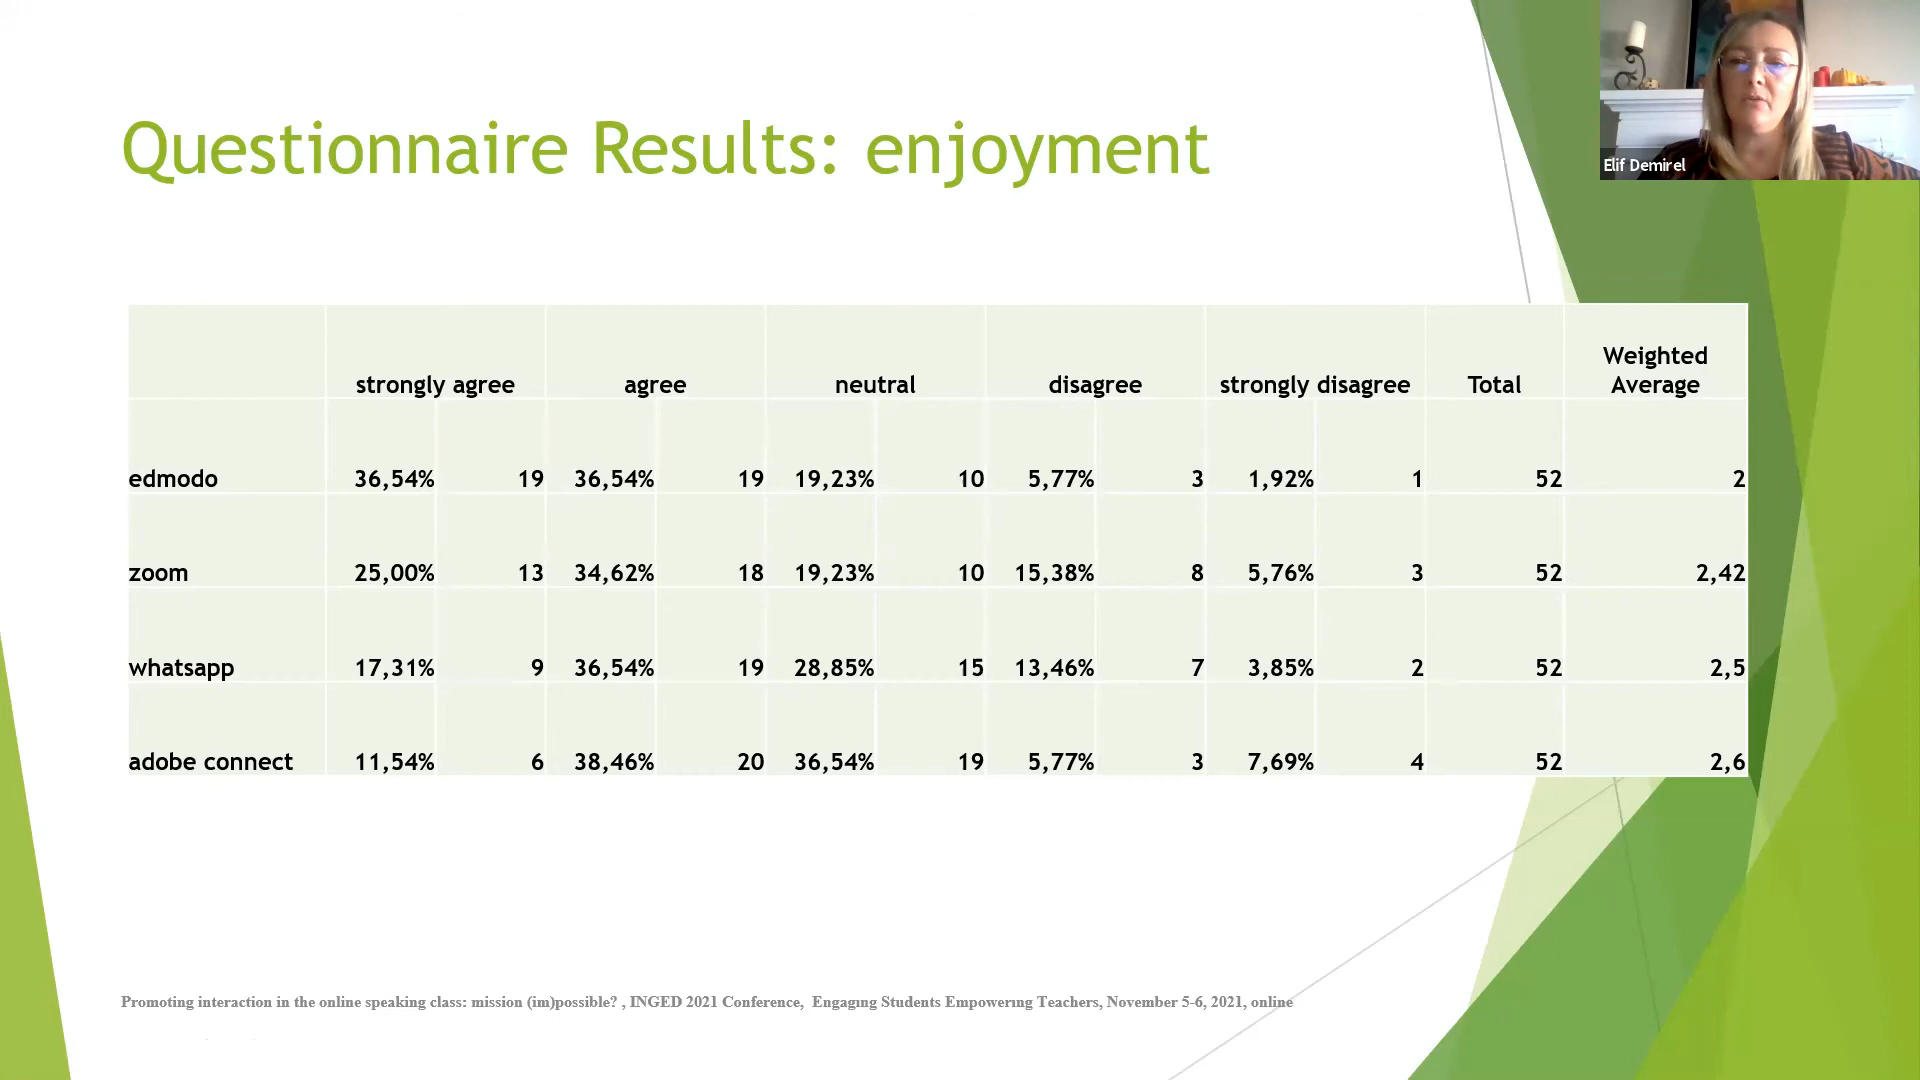 Elif Demirel
Questionnaire Results: enjoyment
strongly agree agree neutral disagree strongly disagree Total Weighted Average
edmodo 36,54% 19 36,54% 19 19,23% 10 5,77% 3 1,92% 1 52 2
zoom 25,00% 13 34,62% 18 19,23% 10 15,38% 8 5,76% 3 52 2,42
whatsapp 17,31% 9 36,54% 19 28,85% 15 13,46% 7 3,85% 2 52 2,5
adobe connect 11,54% 6 38,46% 20 36,54% 19 5,77% 3 7,69% 4 52 2,6
Promoting interaction in the online speaking class: mission (im)possible? , INGED 2021 Conference, Engagıng Students Empowerıng Teachers, November 5-6, 2021, online